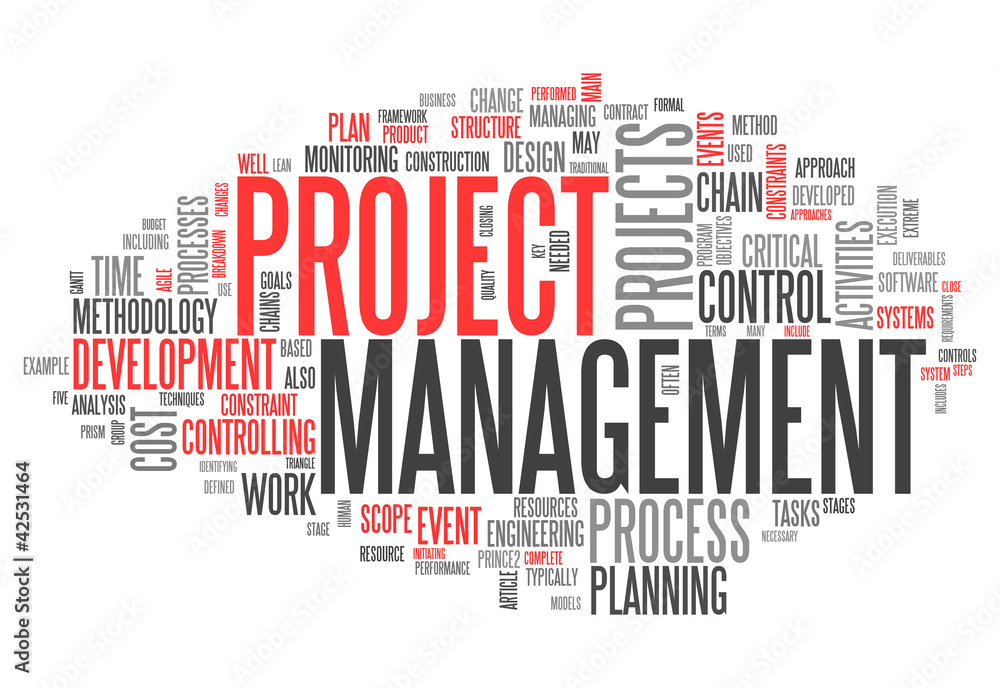 BUSINESS
CHANGE
PERFORMED
MAIN
FRAMEWORK
PLAN
PRODUCT
STRUCTURE
MANAGING
CONTRACT
FORMAL
EVENTS
METHOD
WELL
LEAN
MONITORING
CONSTRUCTION
DESIGN
MAY
TRADITIONAL
PROJECTS
USED
CONSTRAINTS
APPROACH
CHAIN
DEVELOPED
APPROACHES
EXECUTION
EXTREME
CHANGES
PROCESSES
BUDGET
INCLUDING
BREAKDOWN
PROJECT
CLOSING
KEY
NEEDED
QUALITY
PROGRAM
OBJECTIVES
CRITICAL
ACTIVITIES
DELIVERABLES
GANTT
TIME
AGILE
USE
GOALS
CHAINS
CONTROL
SOFTWARE
CLOSE
METHODOLOGY
TERMS
MANY
INCLUDE
SYSTEMS
REQUIREMENTS
EXAMPLE
DEVELOPMENT
BASED
ALSO
MANAGEMENT
OFTEN
CONTROLS
SYSTEM
STEPS
INCLUDES
FIVE
ANALYSIS
TECHNIQUES
CONSTRAINT
PRISM
GROUP
COST
CONTROLLING
IDENTIFYING
TRIANGLE
DEFINED
WORK
STAGE
HUMAN
SCOPE
EVENT
RESOURCES
ENGINEERING
PROCESS
TASKS
STAGES
NECESSARY
RESOURCE
INITIATING
PERFORMANCE
PRINCE2
COMPLETE
ARTICLE
TYPICALLY
MODELS
PLANNING
Adobe Stock | #42531464